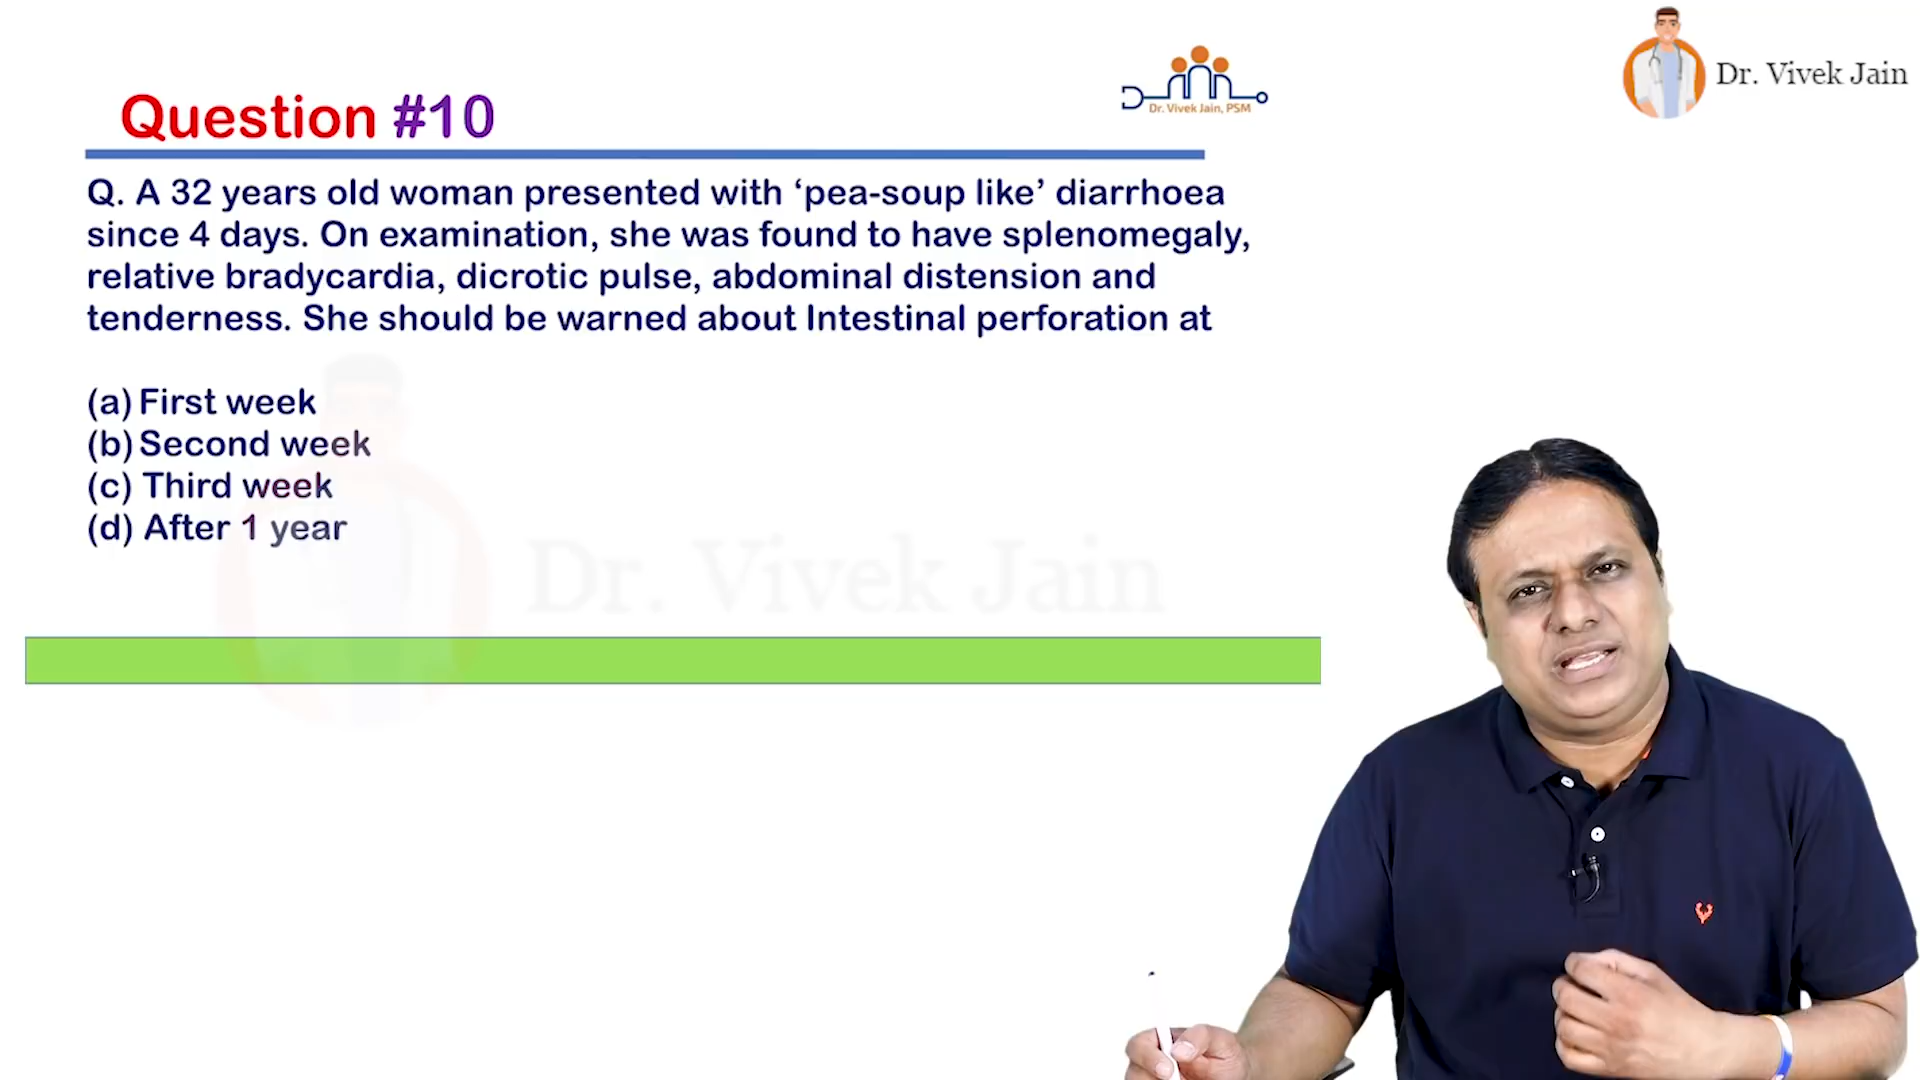 Dr. Vivek Jain
Dr. Vivek Jain, PSM
Question #10
Q. A 32 years old woman presented with ‘pea-soup like’ diarrhoea
since 4 days. On examination, she was found to have splenomegaly,
relative bradycardia, dicrotic pulse, abdominal distension and
tenderness. She should be warned about Intestinal perforation at
(a) First week
(b) Second week
(c) Third week
(d) After 1 year
Dr. Vivek Jain